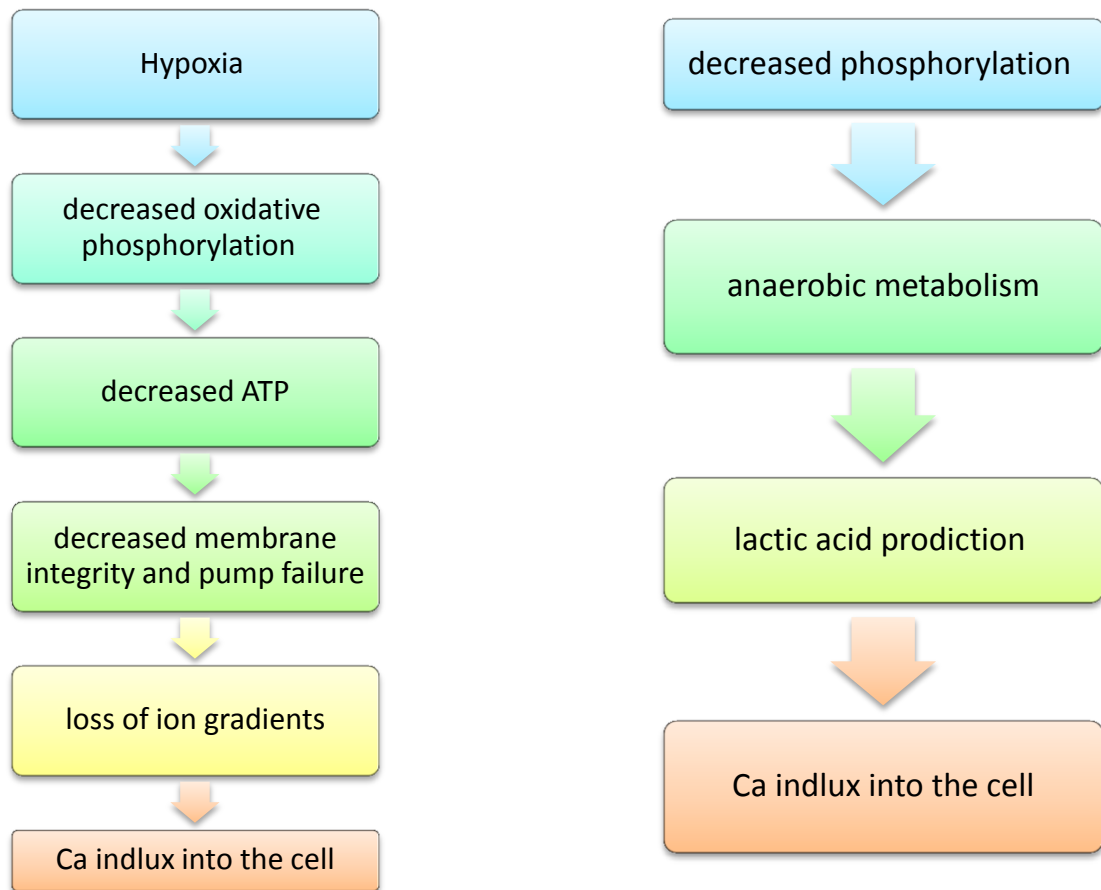 Hypoxia
decreased oxidative
phosphorylation
decreased ATP
decreased membrane
integrity and pump failure
loss of ion gradients
Ca indlux into the cell
decreased phosphorylation
anaerobic metabolism
lactic acid prodiction
Ca indlux into the cell